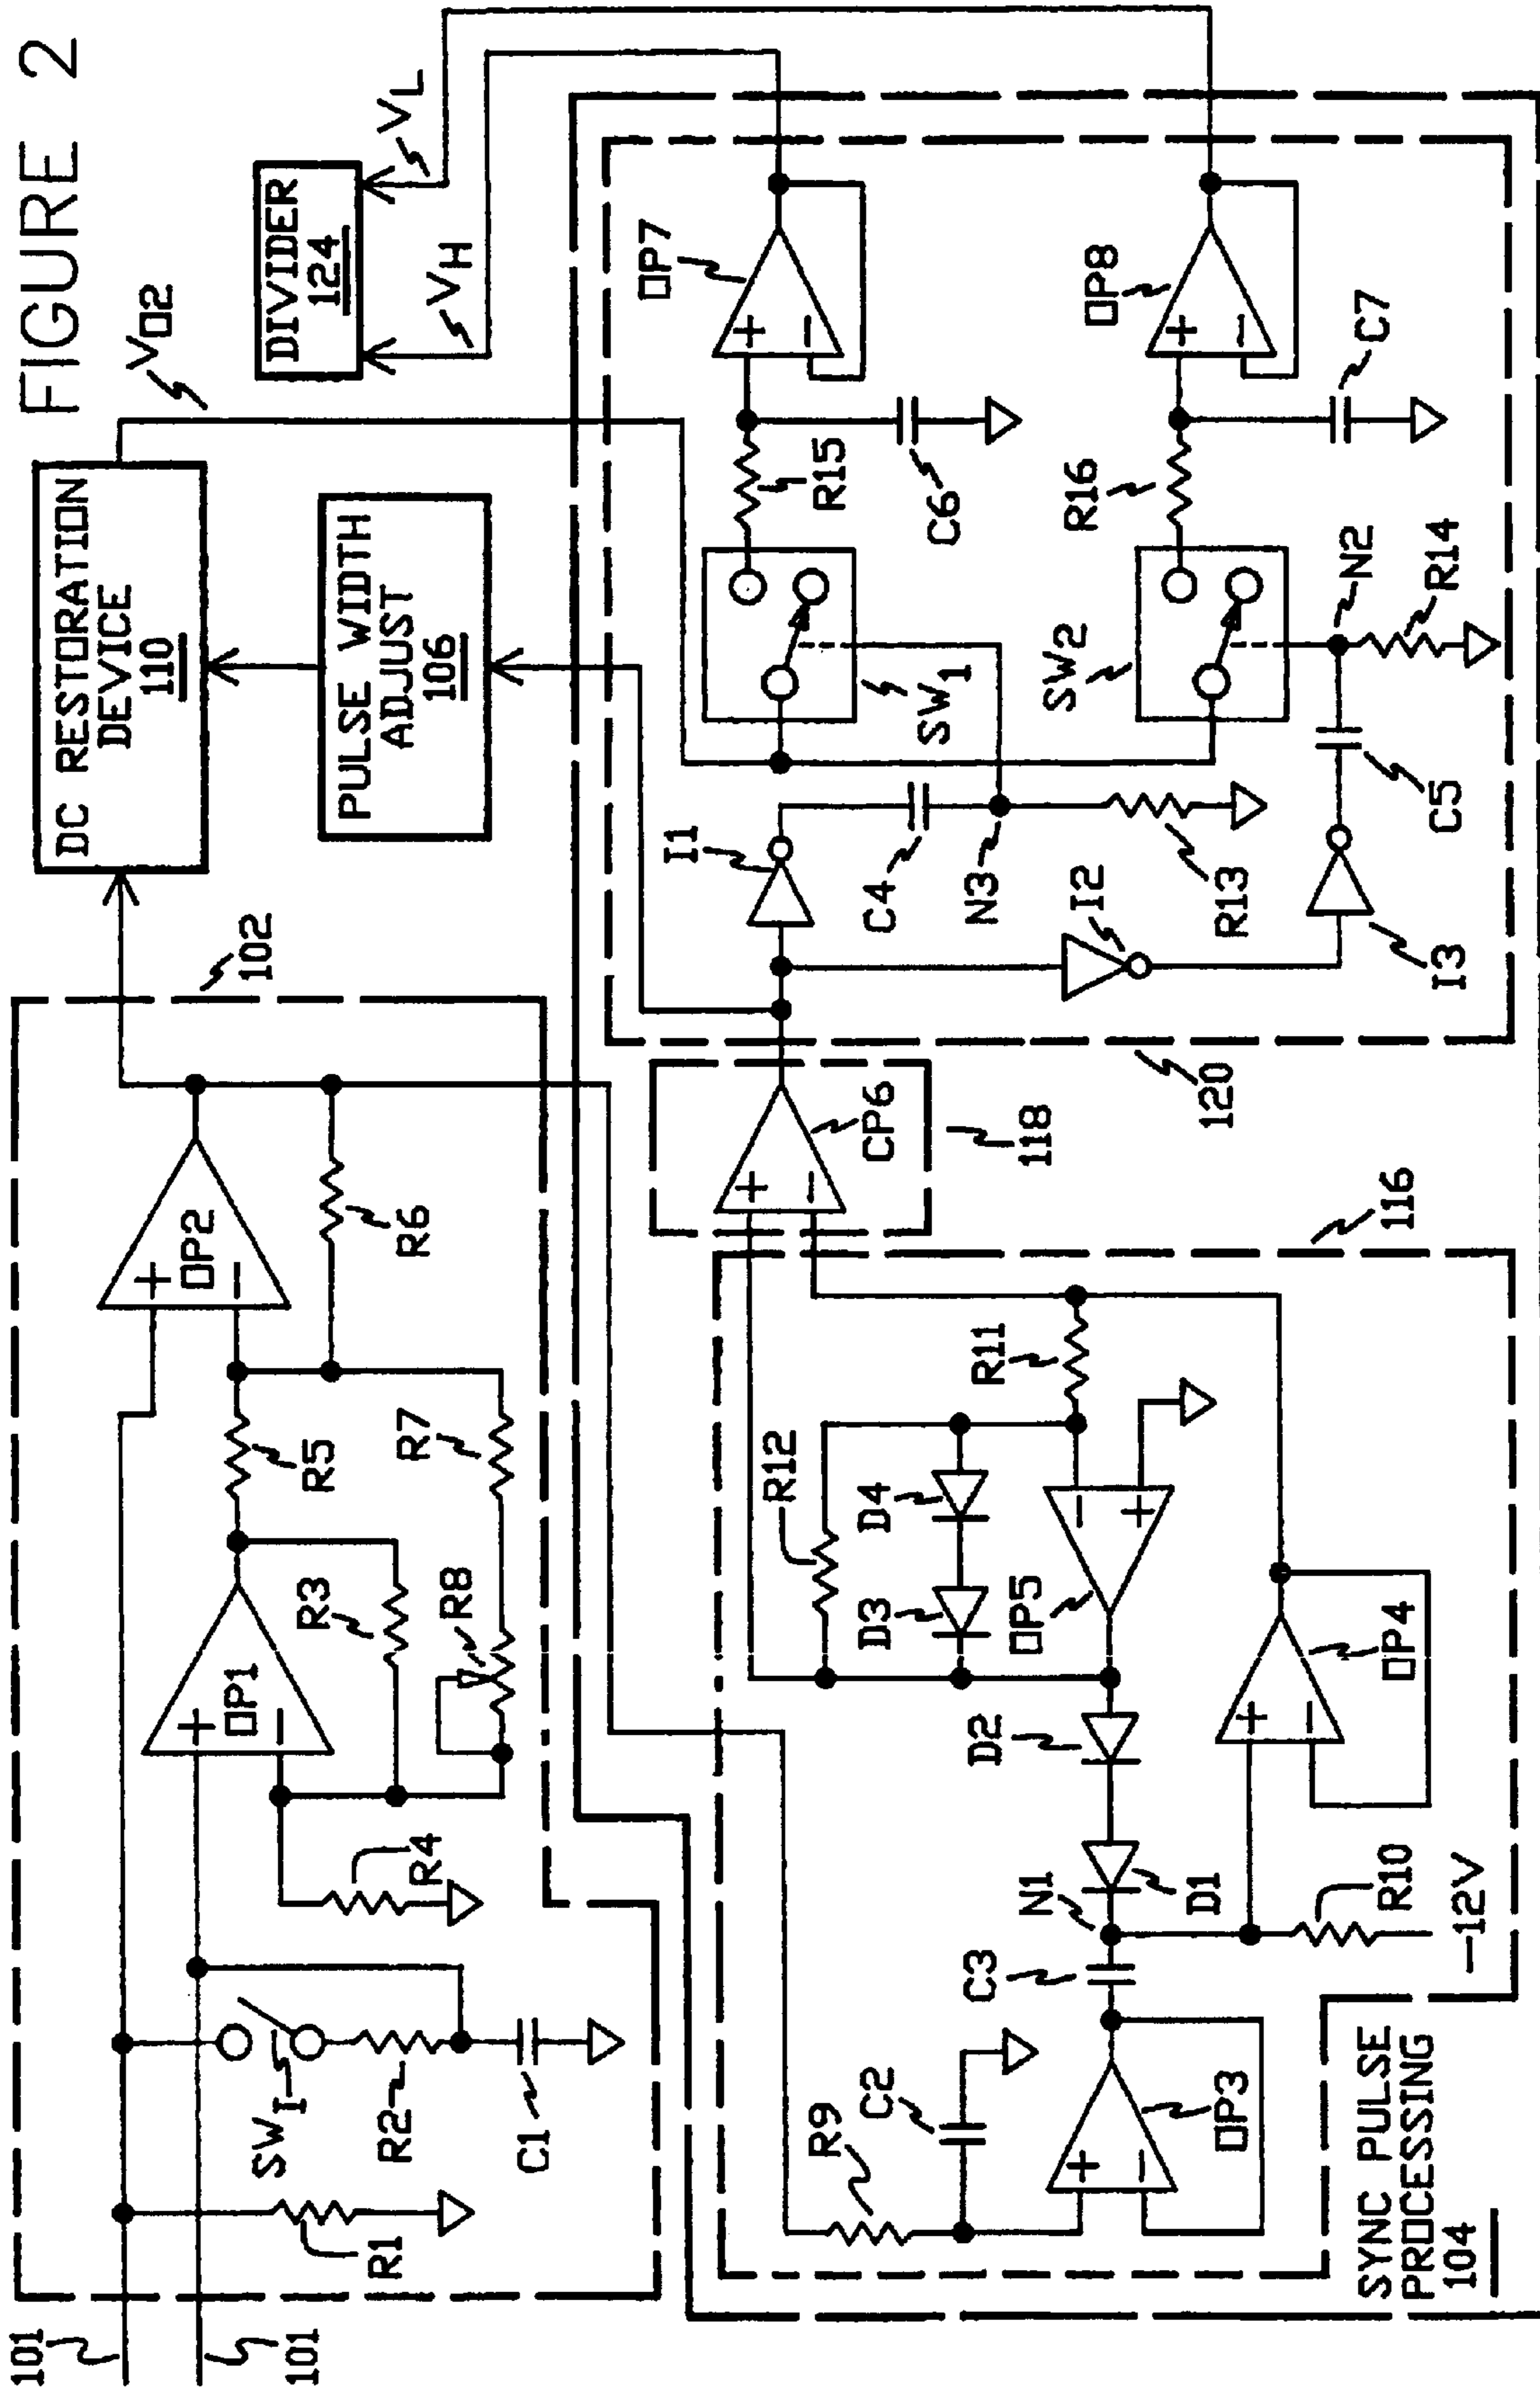 FIGURE 2
101
101
102
R1
SW I
R2
C1
R4
OP1
+
−
R3
R8
R5
R7
OP2
+
−
R6
DC RESTORATION
DEVICE
110
VO2
PULSE WIDTH
ADJUST
106
DIVIDER
124
VH
VL
SYNC PULSE
PROCESSING
104
R9
C2
OP3
+
−
C3
N1
D1
D2
R10
−12V
OP4
+
−
OP5
−
+
D3
D4
R12
R11
116
CP6
+
−
118
120
I1
C4
N3
R13
I2
I3
C5
N2
R14
SW1
SW2
R15
C6
R16
C7
OP7
+
−
OP8
+
−